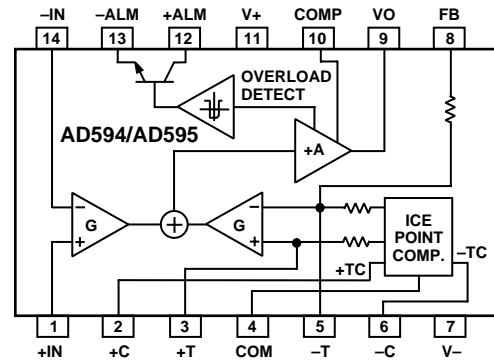 –IN –ALM +ALM V+ COMP VO FB
14 13 12 11 10 9 8
OVERLOAD
DETECT
AD594/AD595
+A
– –
G + G
+ +
ICE
POINT
COMP.
–TC
+TC
1 2 3 4 5 6 7
+IN +C +T COM –T –C V–